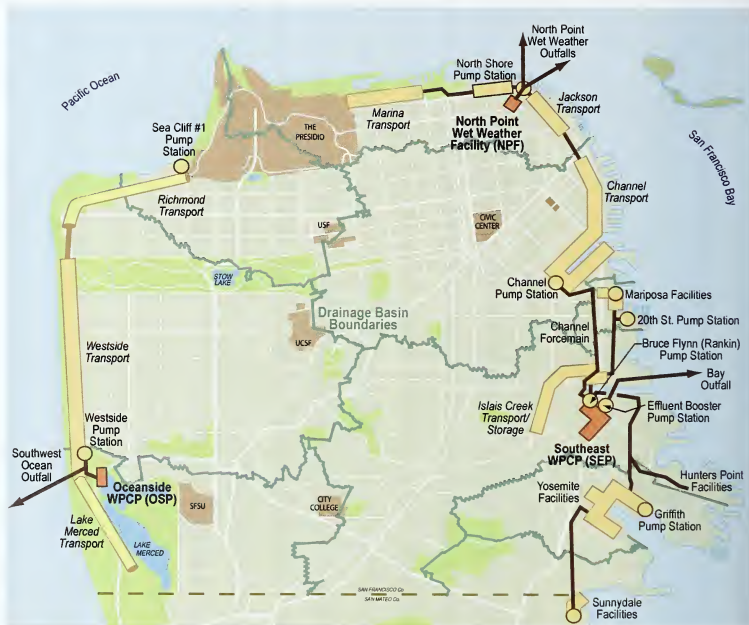 Pacific Ocean
North Point
Wet Weather
Outfalls
North Shore
Pump Station
Marina
Transport
Jackson
Transport
North Point
Wet Weather
Facility (NPF)
Sea Cliff #1
Pump
Station
THE
PRESIDIO
San Francisco Bay
Richmond
Transport
USF
CIVIC
CENTER
Channel
Transport
STOW
LAKE
Channel
Pump Station
Mariposa Facilities
Drainage Basin
Boundaries
20th St. Pump Station
UCSF
Channel
Forcemain
Bruce Flynn (Rankin)
Pump Station
Westside
Transport
Bay
Outfall
Islais Creek
Transport/
Storage
Effluent Booster
Pump Station
Westside
Pump
Station
Southwest
Ocean
Outfall
Southeast
WPCP (SEP)
Oceanside
WPCP (OSP)
SFSU
CITY
COLLEGE
Yosemite
Facilities
Hunters Point
Facilities
Griffith
Pump Station
Lake
Merced
Transport
LAKE
MERCED
SAN FRANCISCO Co.
SAN MATEO Co.
Sunnydale
Facilities